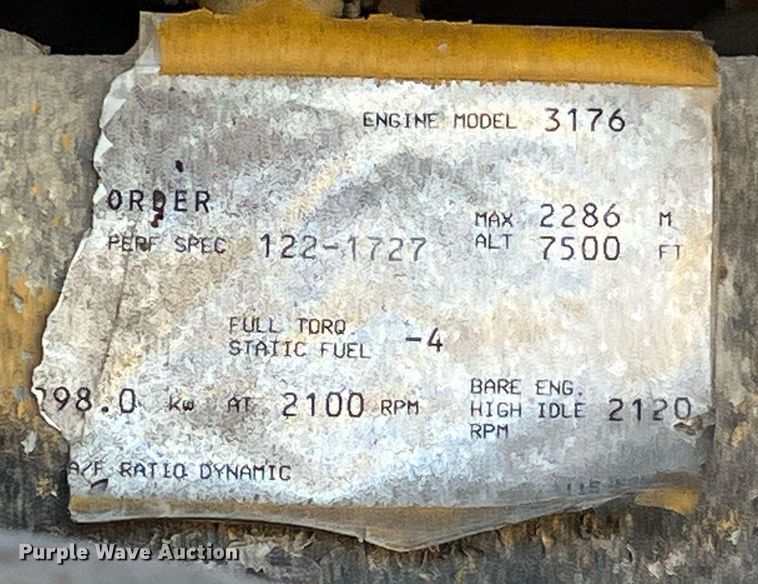 ENGINE MODEL 3176
ORDER
MAX 2286 M
PERF SPEC 122-1727 ALT 7500 FT
FULL TORQ
STATIC FUEL -4
98.0 kw AT 2100 RPM
BARE ENG.
HIGH IDLE 2120
RPM
A/F RATIO DYNAMIC
Purple Wave Auction